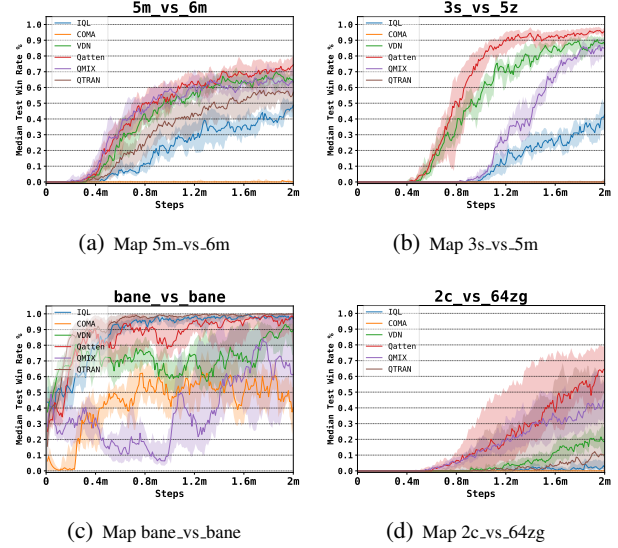 5m_vs_6m
Median Test Win Rate %
1.0
0.9
0.8
0.7
0.6
0.5
0.4
0.3
0.2
0.1
0.0
IQL
COMA
VDN
Qatten
QMIX
QTRAN
0 0.4m 0.8m 1.2m 1.6m 2m
Steps
(a) Map 5m_vs_6m
3s_vs_5z
Median Test Win Rate %
1.0
0.9
0.8
0.7
0.6
0.5
0.4
0.3
0.2
0.1
0.0
IQL
COMA
VDN
Qatten
QMIX
QTRAN
0 0.4m 0.8m 1.2m 1.6m 2m
Steps
(b) Map 3s_vs_5m
bane_vs_bane
Median Test Win Rate %
1.0
0.9
0.8
0.7
0.6
0.5
0.4
0.3
0.2
0.1
0.0
IQL
COMA
VDN
Qatten
QMIX
QTRAN
0 0.4m 0.8m 1.2m 1.6m 2m
Steps
(c) Map bane_vs_bane
2c_vs_64zg
Median Test Win Rate %
1.0
0.9
0.8
0.7
0.6
0.5
0.4
0.3
0.2
0.1
0.0
IQL
COMA
VDN
Qatten
QMIX
QTRAN
0 0.4m 0.8m 1.2m 1.6m 2m
Steps
(d) Map 2c_vs_64zg